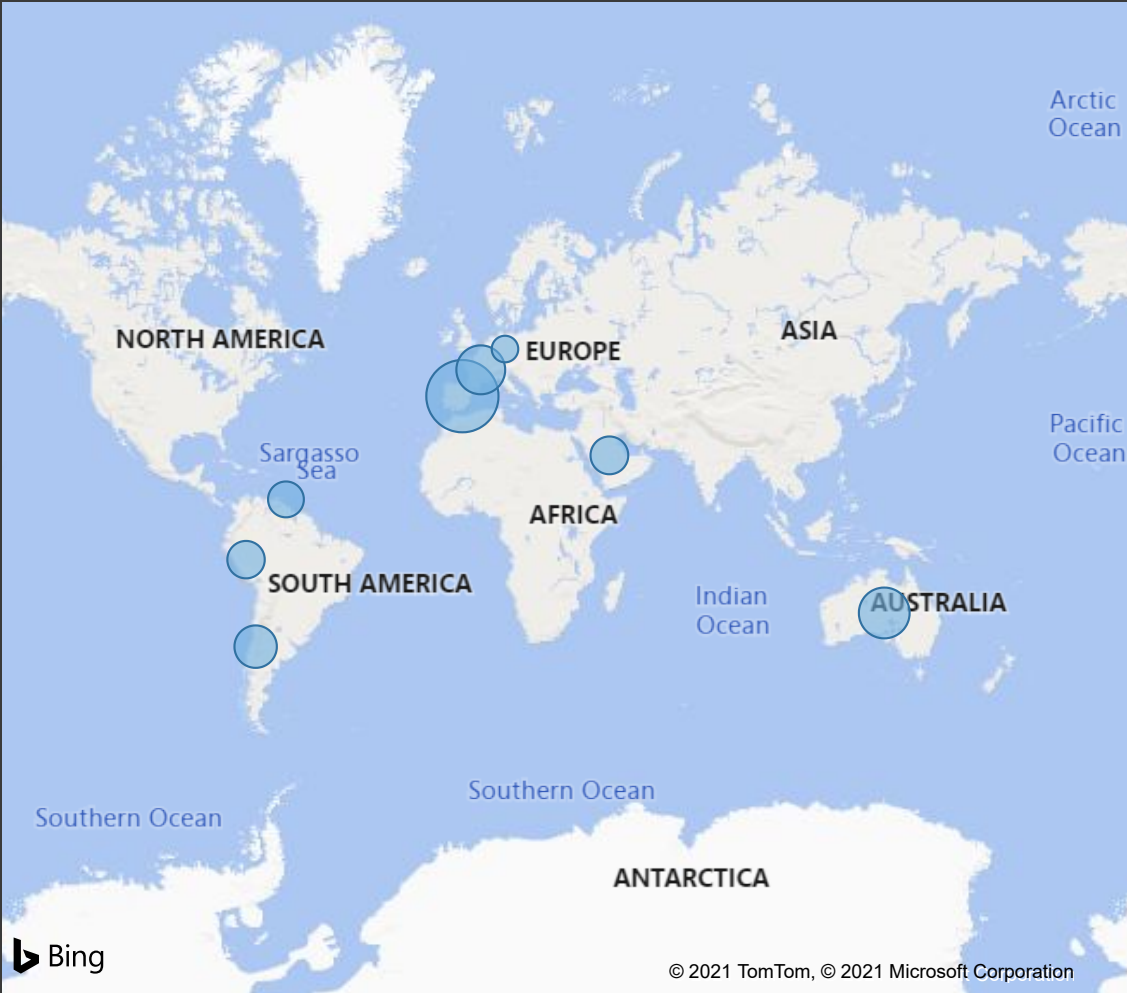 Arctic
Ocean
NORTH AMERICA
ASIA
EUROPE
Pacific
Ocean
Sargasso
Sea
AFRICA
SOUTH AMERICA
Indian
Ocean
AUSTRALIA
Southern Ocean
Southern Ocean
ANTARCTICA
Bing
© 2021 TomTom, © 2021 Microsoft Corporation